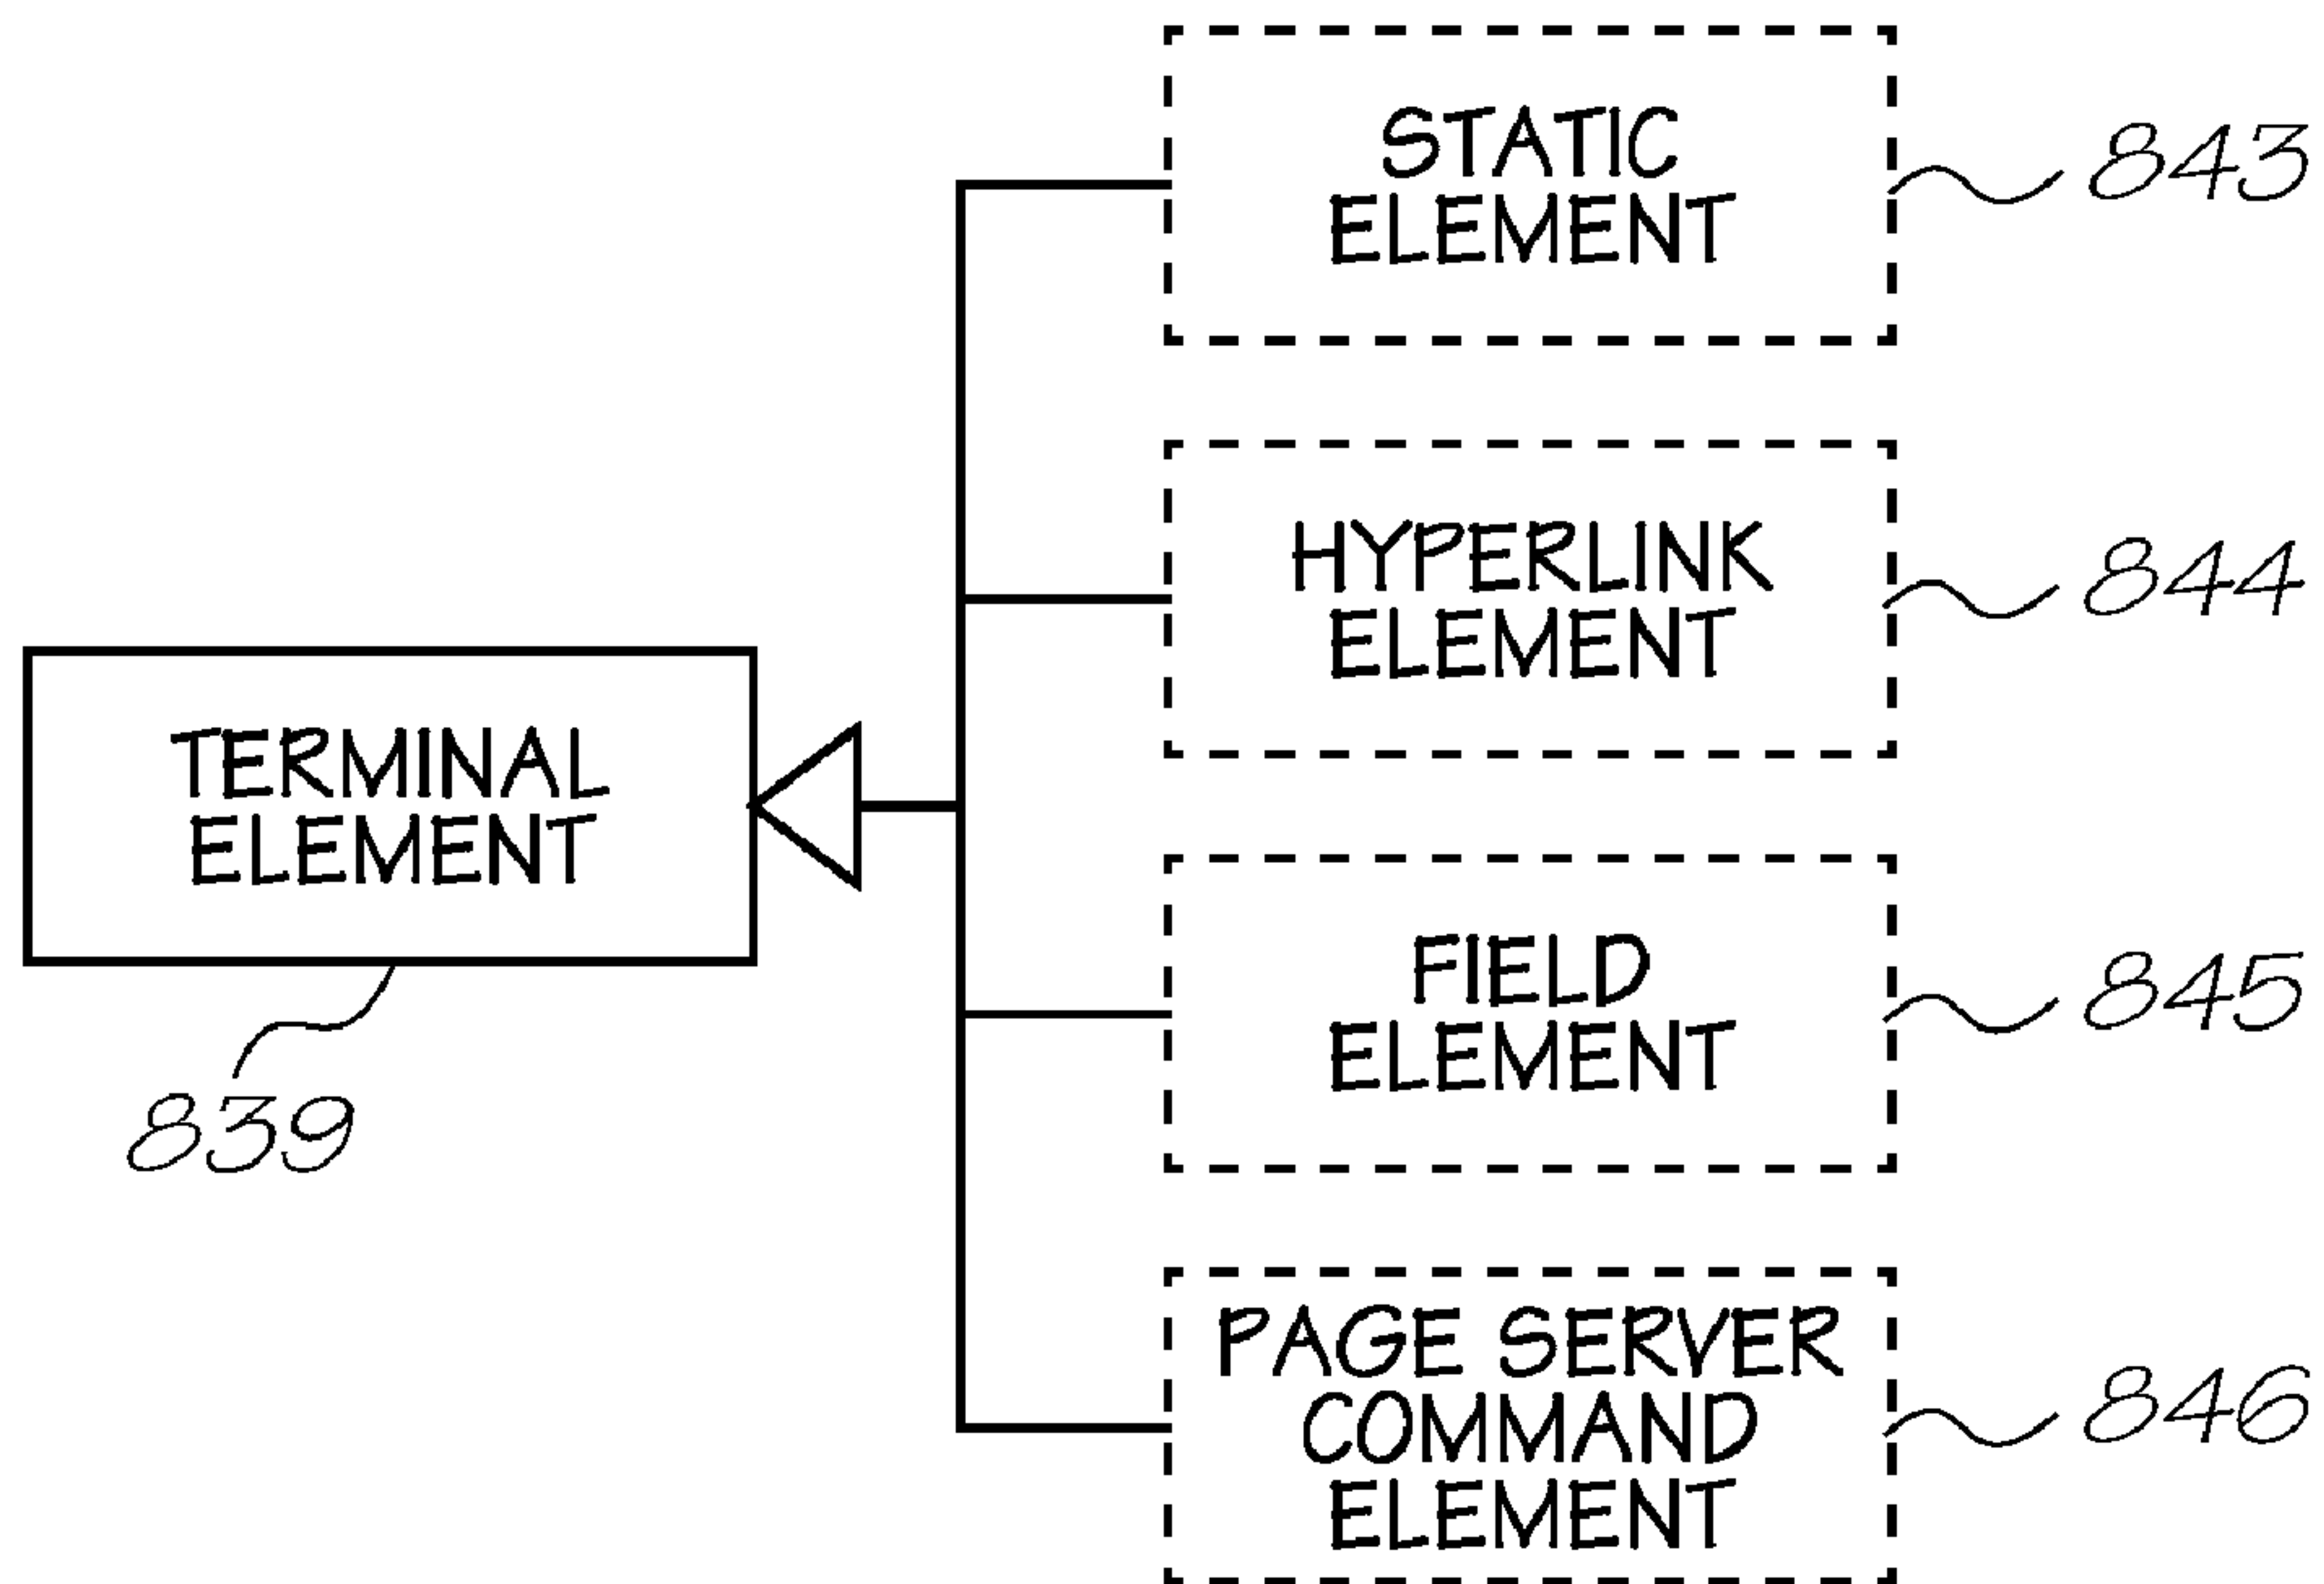 STATIC
ELEMENT
843
HYPERLINK
ELEMENT
844
TERMINAL
ELEMENT
839
FIELD
ELEMENT
845
PAGE SERVER
COMMAND
ELEMENT
846